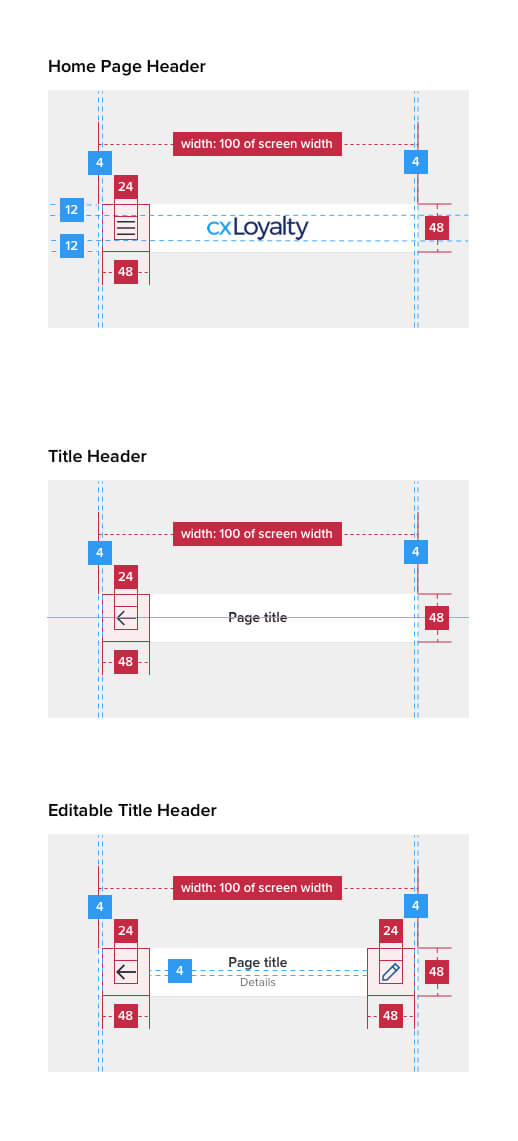 Home Page Header
width: 100 of screen width
4
4
24
12
cxLoyalty
48
12
48
Title Header
width: 100 of screen width
4
4
24
Page title
48
48
Editable Title Header
width: 100 of screen width
4
4
24
24
Page title
4
48
Details
48
48